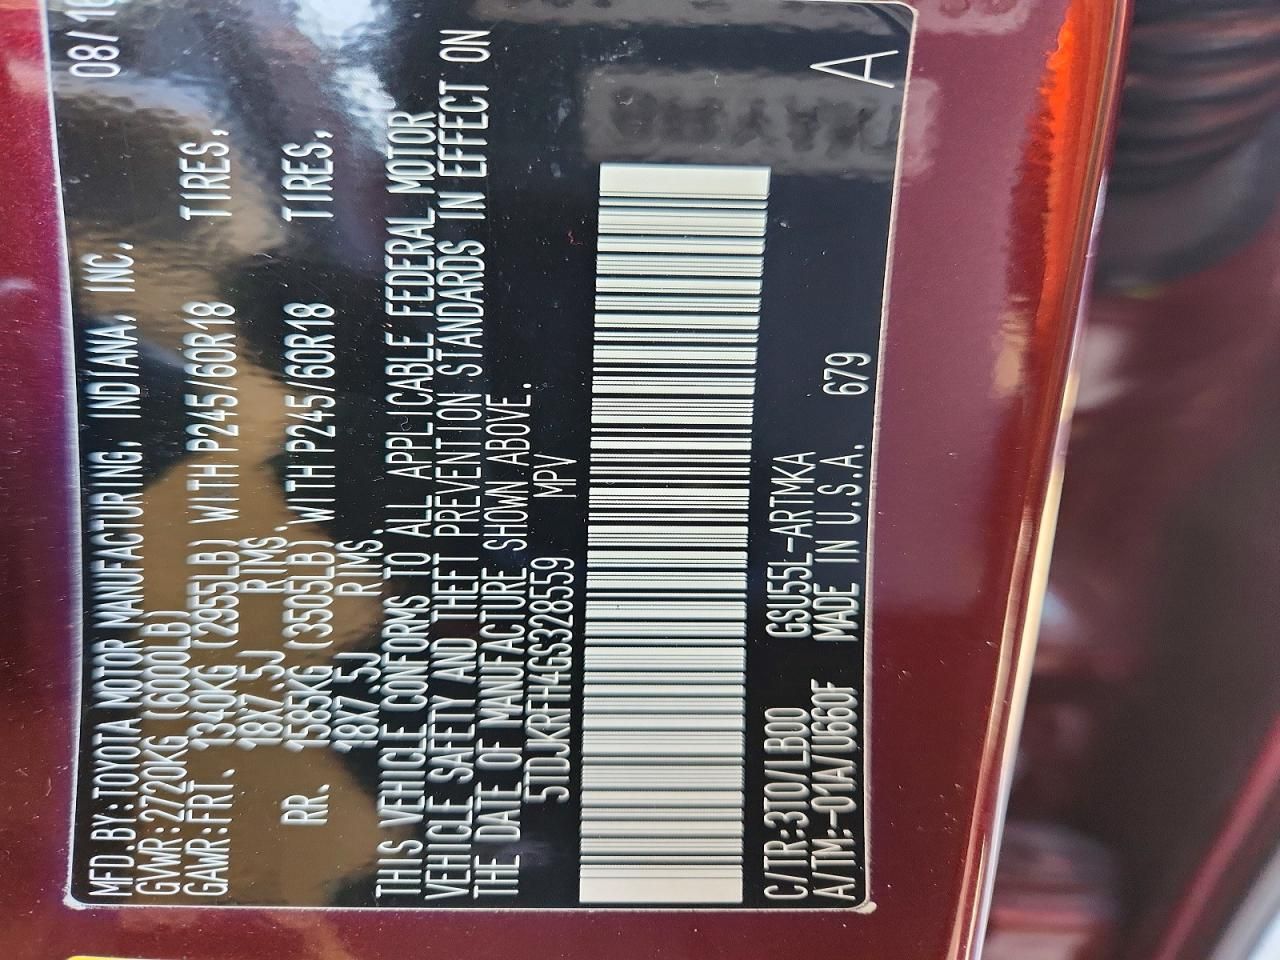 MFD.BY:TOYOTA MOTOR MANUFACTURING, INDIANA, INC. 08/16
GVWR:2720KG (6000LB)
GAWR:FRT. 1340KG (2955LB) WITH P245/60R18 TIRES,
18X7.5J RIMS.
RR. 1585KG (3505LB) WITH P245/60R18 TIRES,
18X7.5J RIMS.
THIS VEHICLE CONFORMS TO ALL APPLICABLE FEDERAL MOTOR
VEHICLE SAFETY AND THEFT PREVENTION STANDARDS IN EFFECT ON
THE DATE OF MANUFACTURE SHOWN ABOVE.
5TDJKRFH4GS328559 MPV
A
C/TR:3T0/LB00 GSU55L-ARTMKA
A/TM:-01A/U660F MADE IN U.S.A. 679